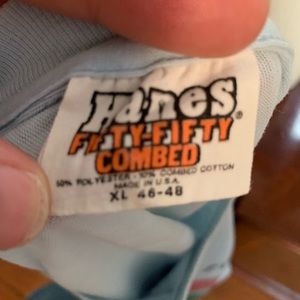 Hanes®
FIFTY-FIFTY
COMBED
50% POLYESTER - 50% COMBED COTTON
MADE IN U.S.A.
XL 46-48